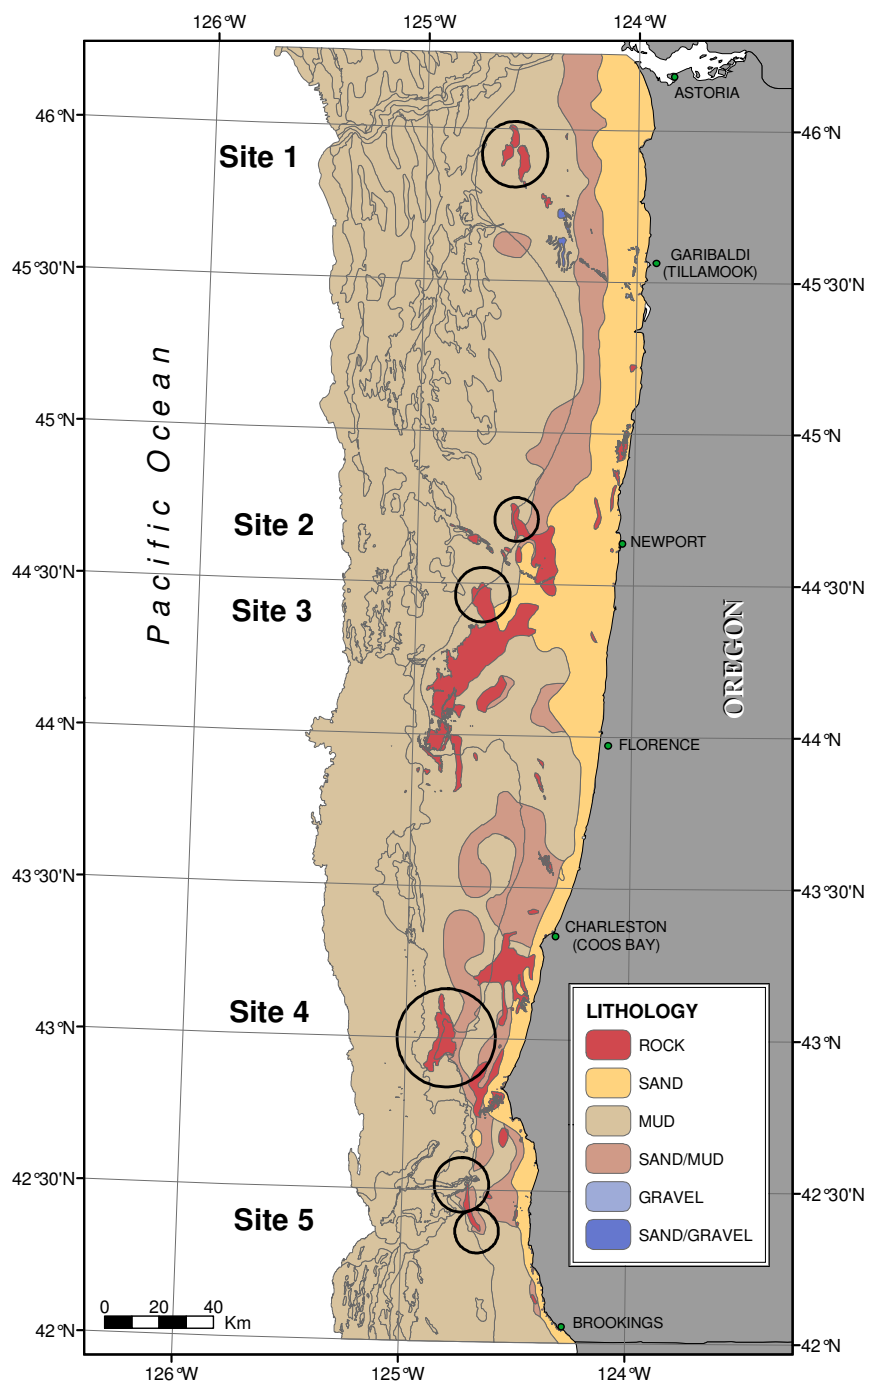 126°W
125°W
124°W
ASTORIA
46°N
46°N
Site 1
GARIBALDI
(TILLAMOOK)
45°30'N
45°30'N
Pacific Ocean
45°N
45°N
Site 2
NEWPORT
44°30'N
44°30'N
Site 3
OREGON
44°N
44°N
FLORENCE
43°30'N
43°30'N
CHARLESTON
(COOS BAY)
Site 4
43°N
43°N
LITHOLOGY
ROCK
SAND
MUD
SAND/MUD
GRAVEL
SAND/GRAVEL
42°30'N
42°30'N
Site 5
0 20 40
Km
BROOKINGS
42°N
42°N
126°W
125°W
124°W